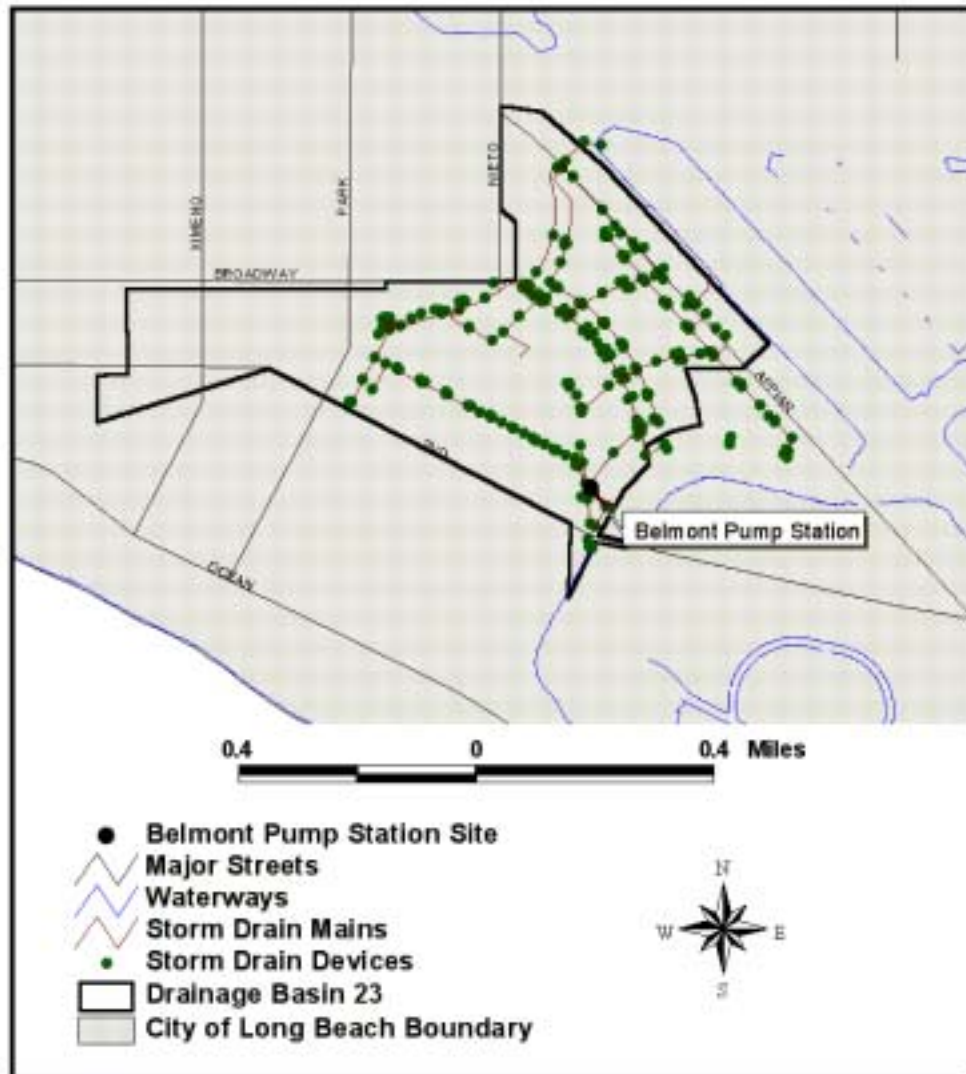 NIETO
PARK
XIMENO
BROADWAY
2ND
OCEAN
Belmont Pump Station
0.4 0 0.4 Miles
Belmont Pump Station Site
Major Streets
Waterways
Storm Drain Mains
Storm Drain Devices
Drainage Basin 23
City of Long Beach Boundary
N
W E
S